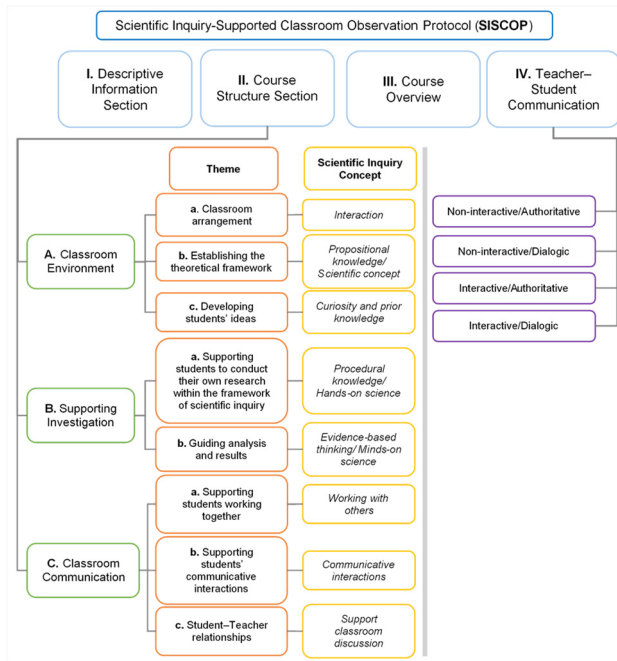 Scientific Inquiry-Supported Classroom Observation Protocol (SISCOP)
I. Descriptive
Information
Section
II. Course
Structure Section
III. Course
Overview
IV. Teacher–
Student
Communication
Theme
Scientific Inquiry
Concept
A. Classroom
Environment
a. Classroom
arrangement
Interaction
b. Establishing the
theoretical framework
Propositional
knowledge/
Scientific concept
c. Developing
students' ideas
Curiosity and prior
knowledge
B. Supporting
Investigation
a. Supporting
students to conduct
their own research
within the framework
of scientific inquiry
Procedural
knowledge/
Hands-on science
b. Guiding analysis
and results
Evidence-based
thinking/ Minds-on
science
C. Classroom
Communication
a. Supporting
students working
together
Working with
others
b. Supporting
students'
communicative
interactions
Communicative
interactions
c. Student–Teacher
relationships
Support
classroom
discussion
Non-interactive/Authoritative
Non-interactive/Dialogic
Interactive/Authoritative
Interactive/Dialogic